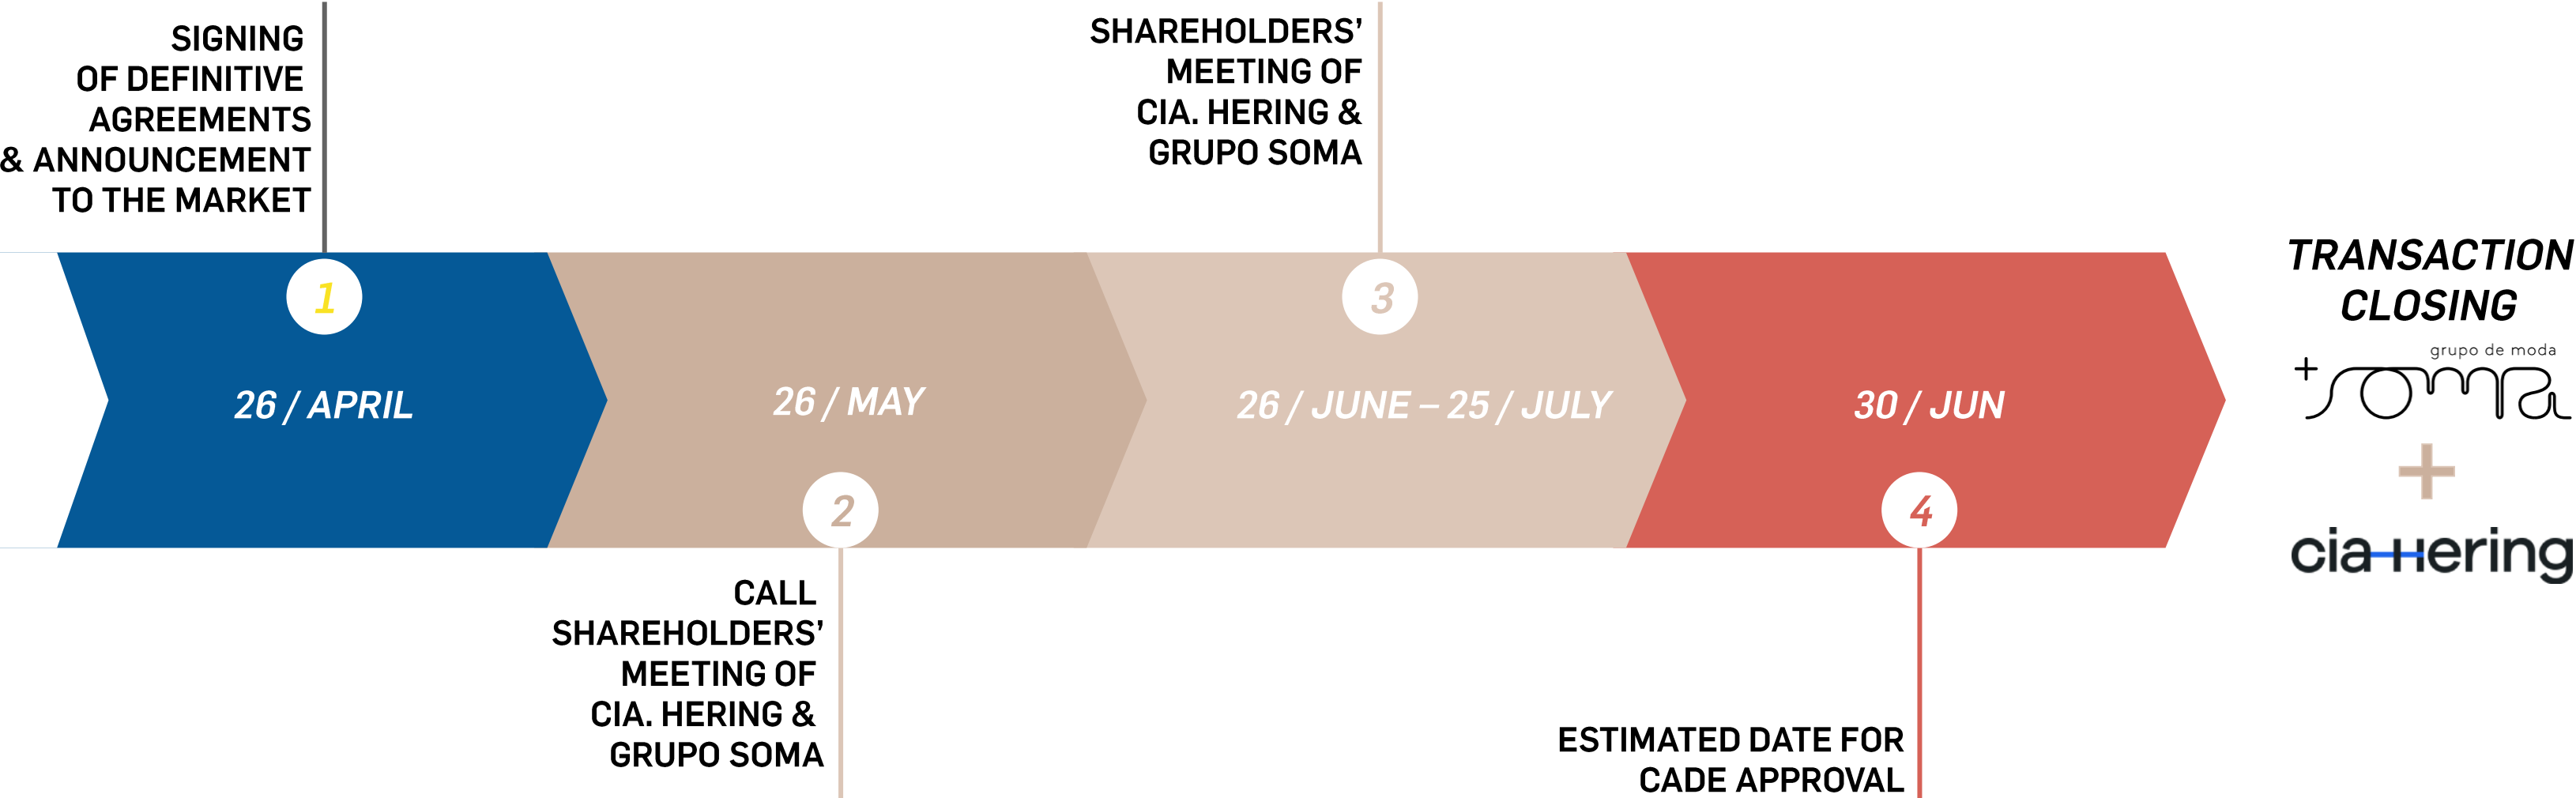 SIGNING
OF DEFINITIVE
AGREEMENTS
& ANNOUNCEMENT
TO THE MARKET
1
26 / APRIL
26 / MAY
2
CALL
SHAREHOLDERS’
MEETING OF
CIA. HERING &
GRUPO SOMA
SHAREHOLDERS’
MEETING OF
CIA. HERING &
GRUPO SOMA
3
26 / JUNE – 25 / JULY
30 / JUN
4
ESTIMATED DATE FOR
CADE APPROVAL
TRANSACTION
CLOSING
grupo de moda
+soma
+
cia Hering